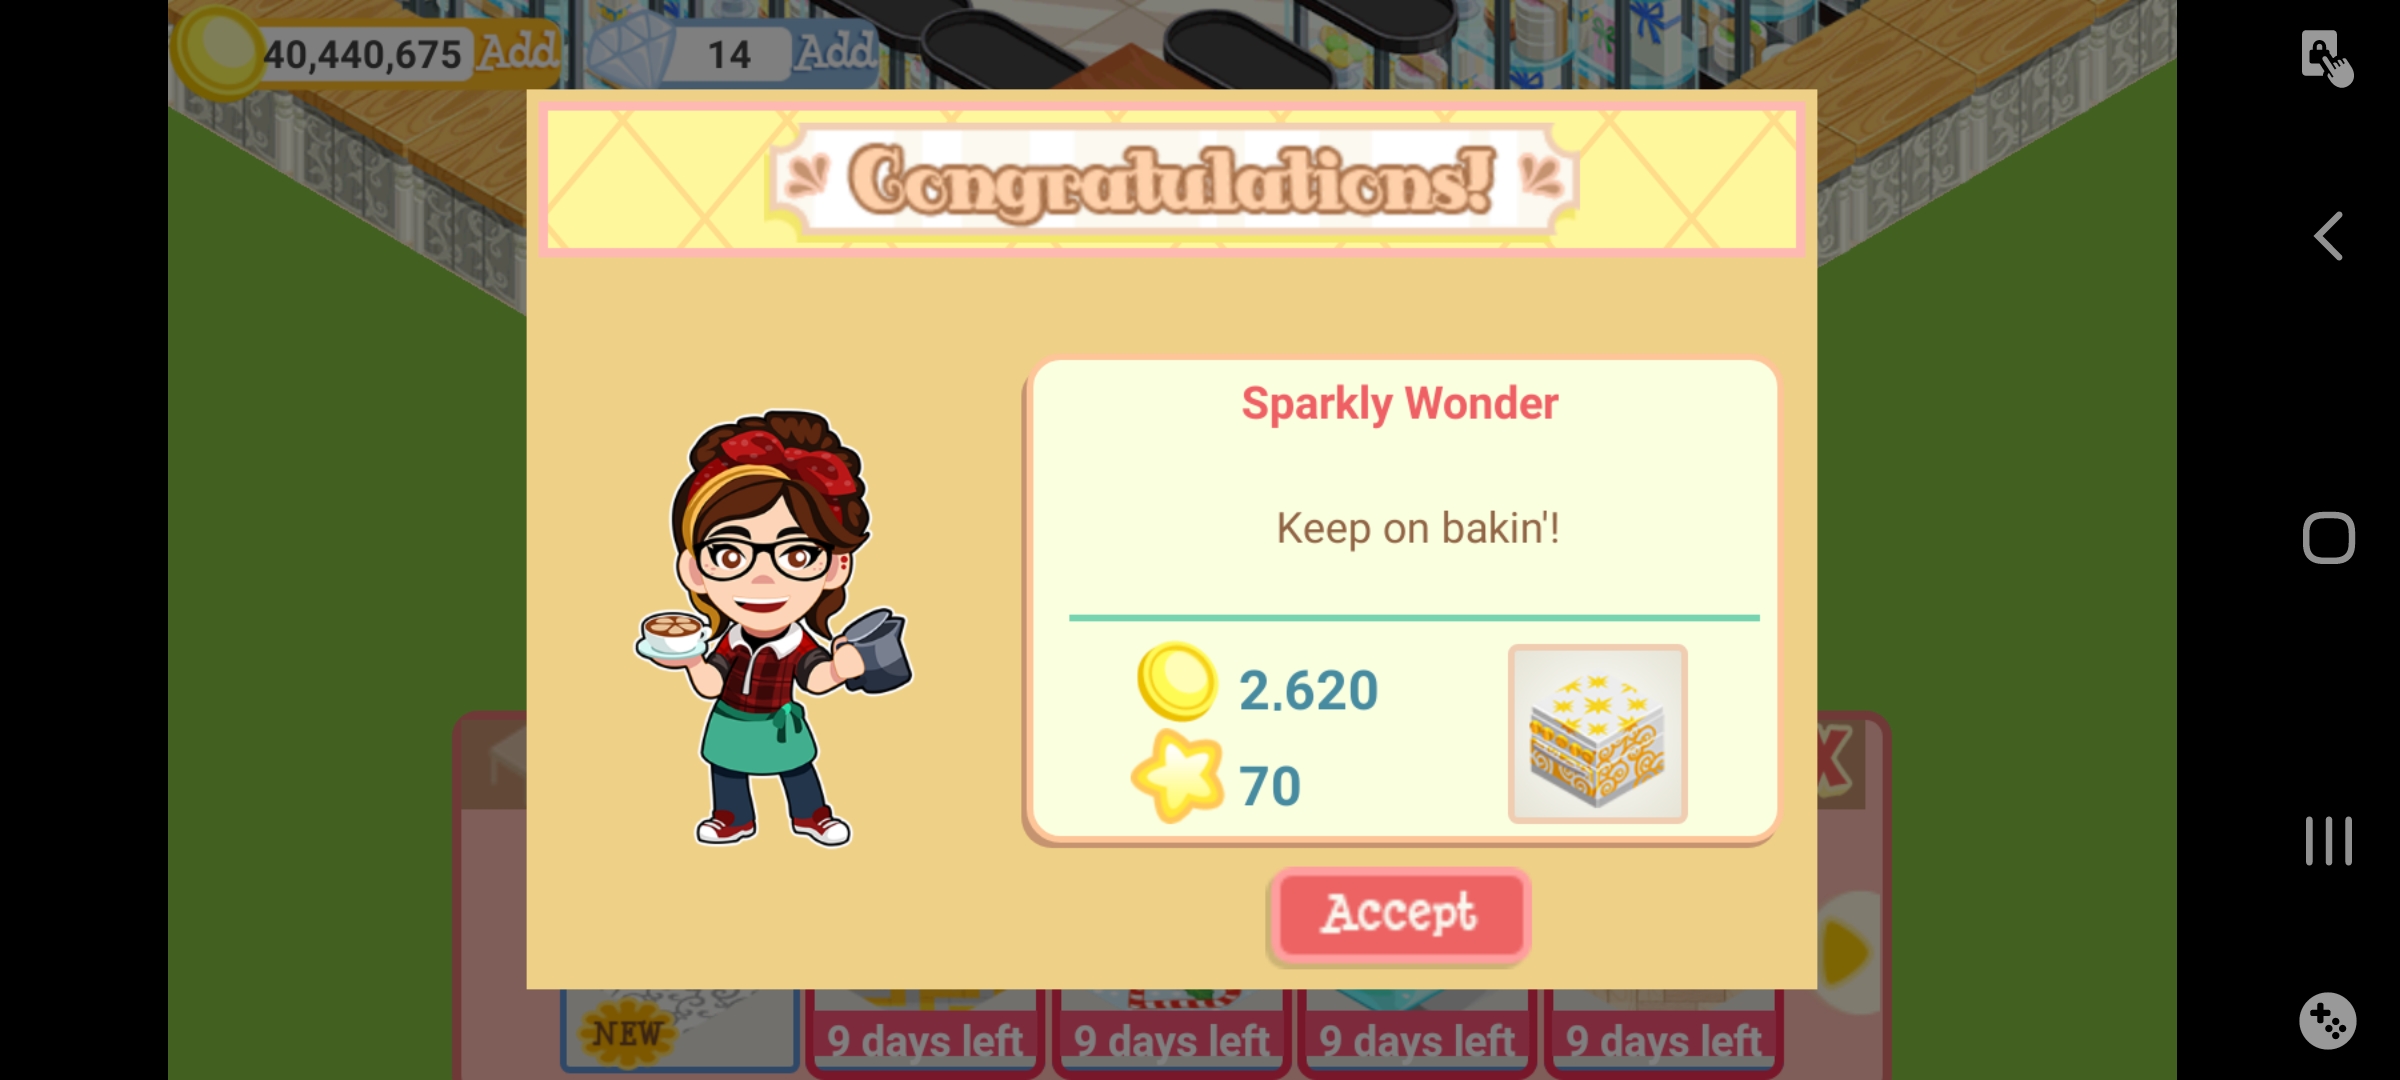 40,440,675 Add 14 Add
Congratulations!
Sparkly Wonder
Keep on bakin'!
2,620
70
Accept
X
NEW
9 days left 9 days left 9 days left 9 days left